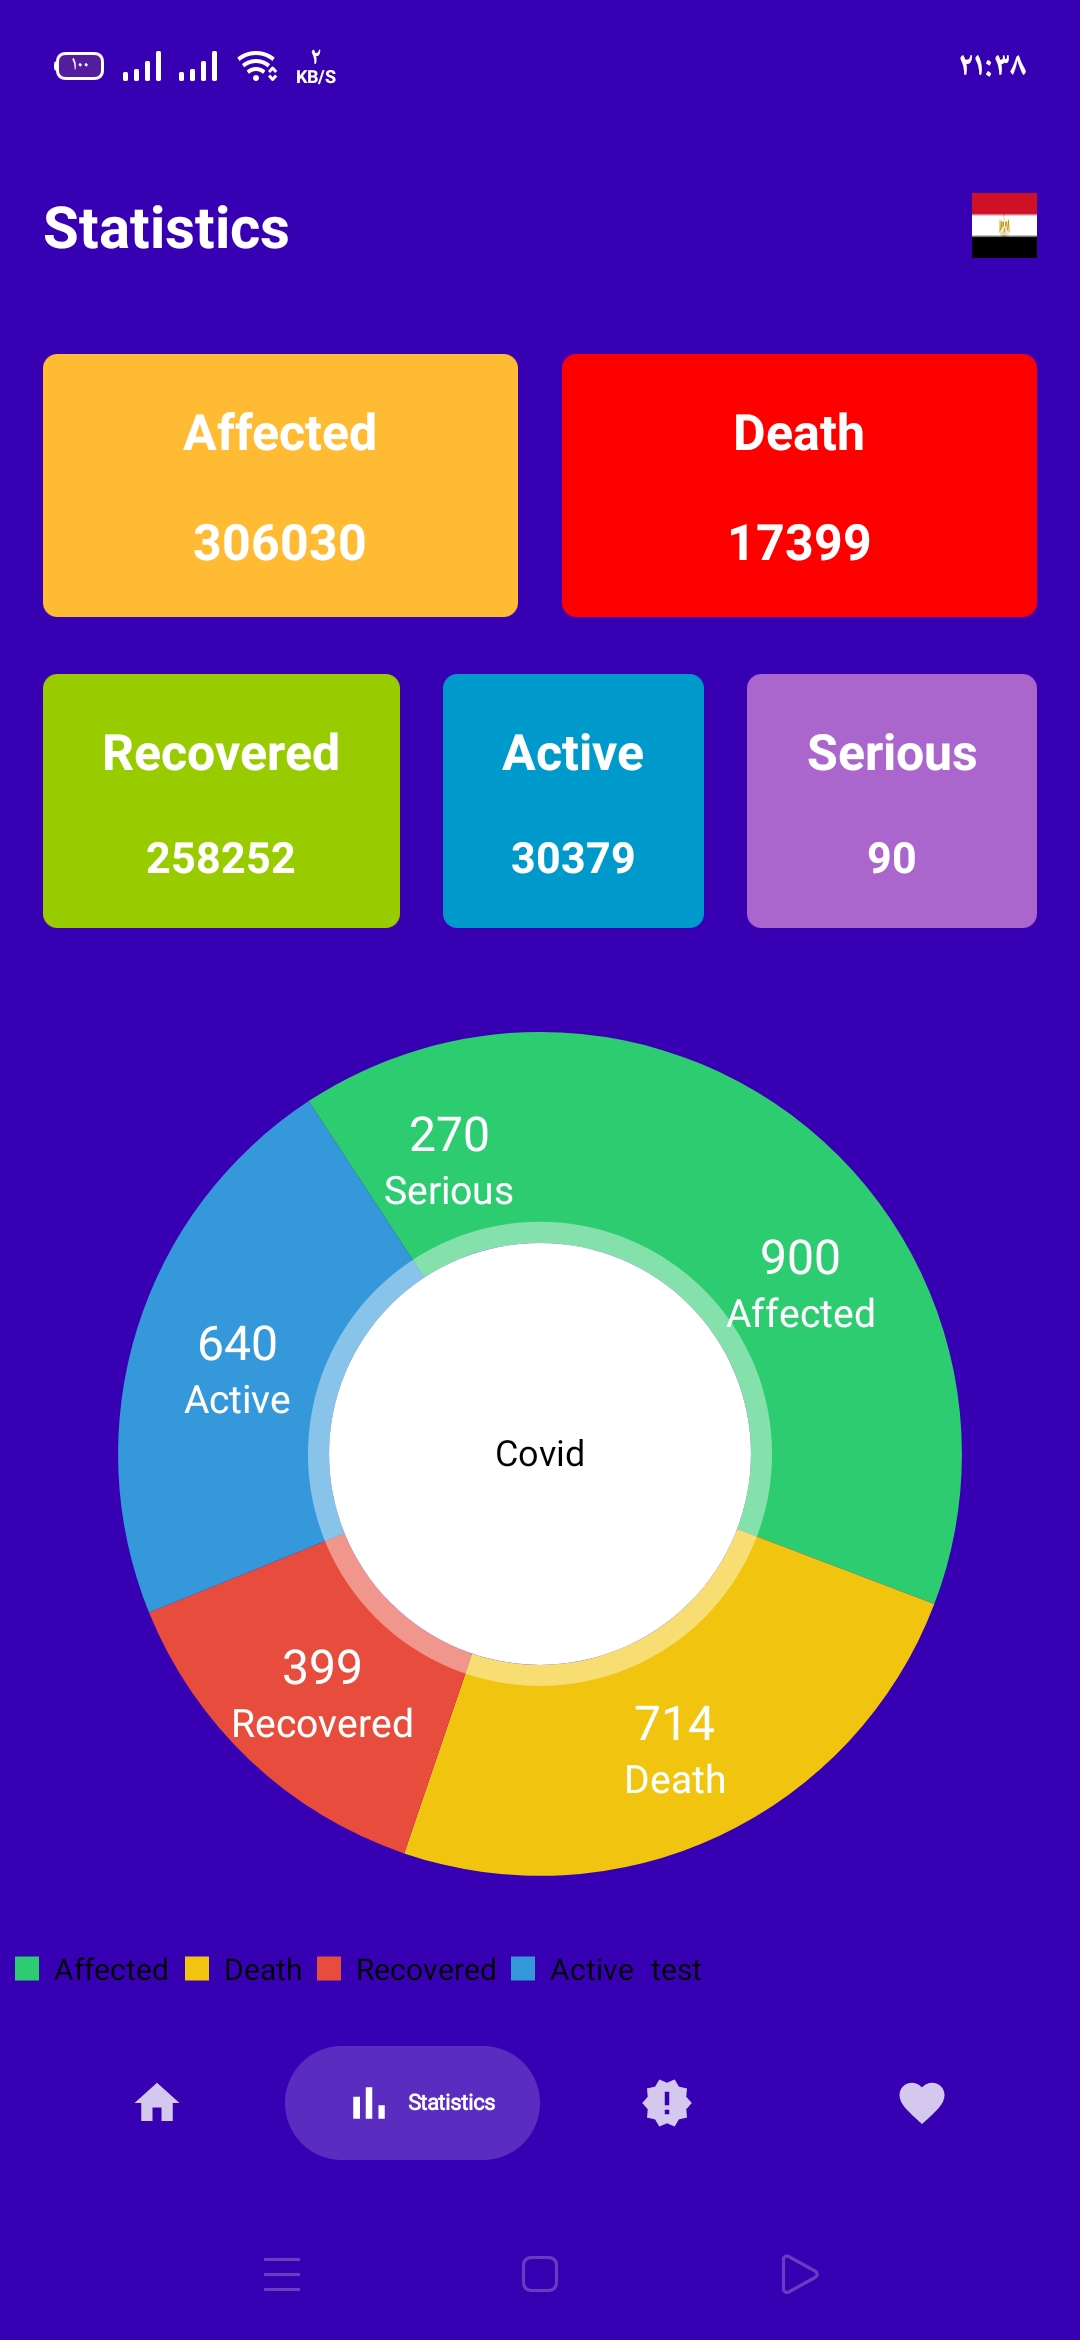 ١٠٠
٢
KB/S
٢١:٣٨
Statistics
Affected
306030
Death
17399
Recovered
258252
Active
30379
Serious
90
270
Serious
900
Affected
640
Active
Covid
399
Recovered
714
Death
Affected Death Recovered Active test
Statistics